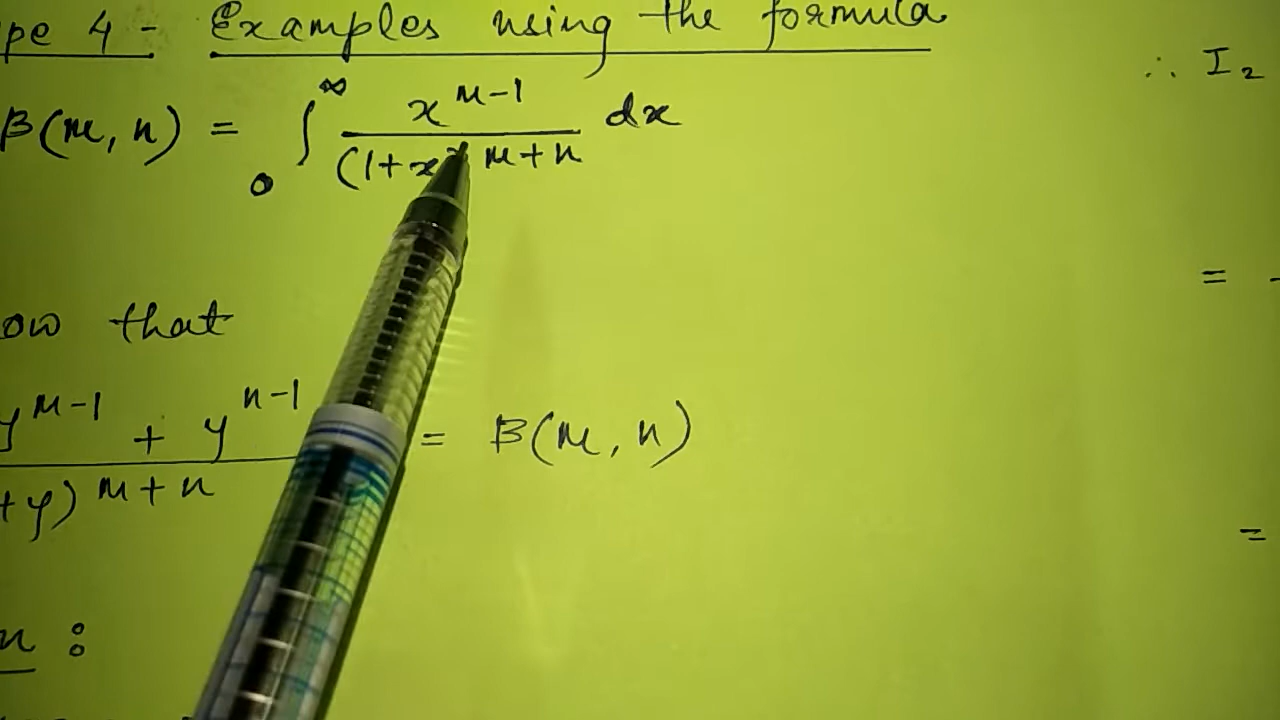 pe 4 - Examples using the formula
∴ I₂
β(m, n) = ∫₀^∞ x^{m-1} / (1+x)^{m+n} dx
=
ow that
y^{m-1} + y^{n-1} / +y)^{m+n} = β(m, n)
=
n :